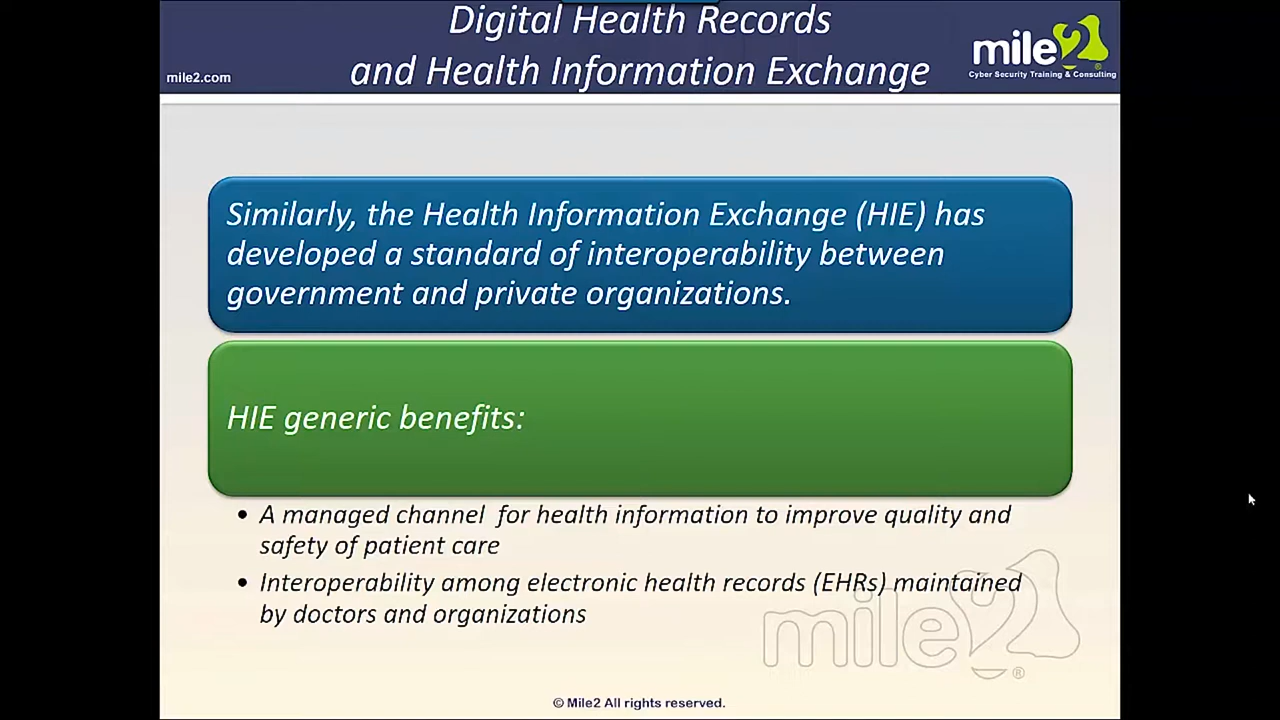 Digital Health Records
and Health Information Exchange
mile2.com
mile2
Cyber Security Training & Consulting
Similarly, the Health Information Exchange (HIE) has
developed a standard of interoperability between
government and private organizations.
HIE generic benefits:
• A managed channel  for health information to improve quality and
safety of patient care
• Interoperability among electronic health records (EHRs) maintained
by doctors and organizations
mile2®
© Mile2 All rights reserved.